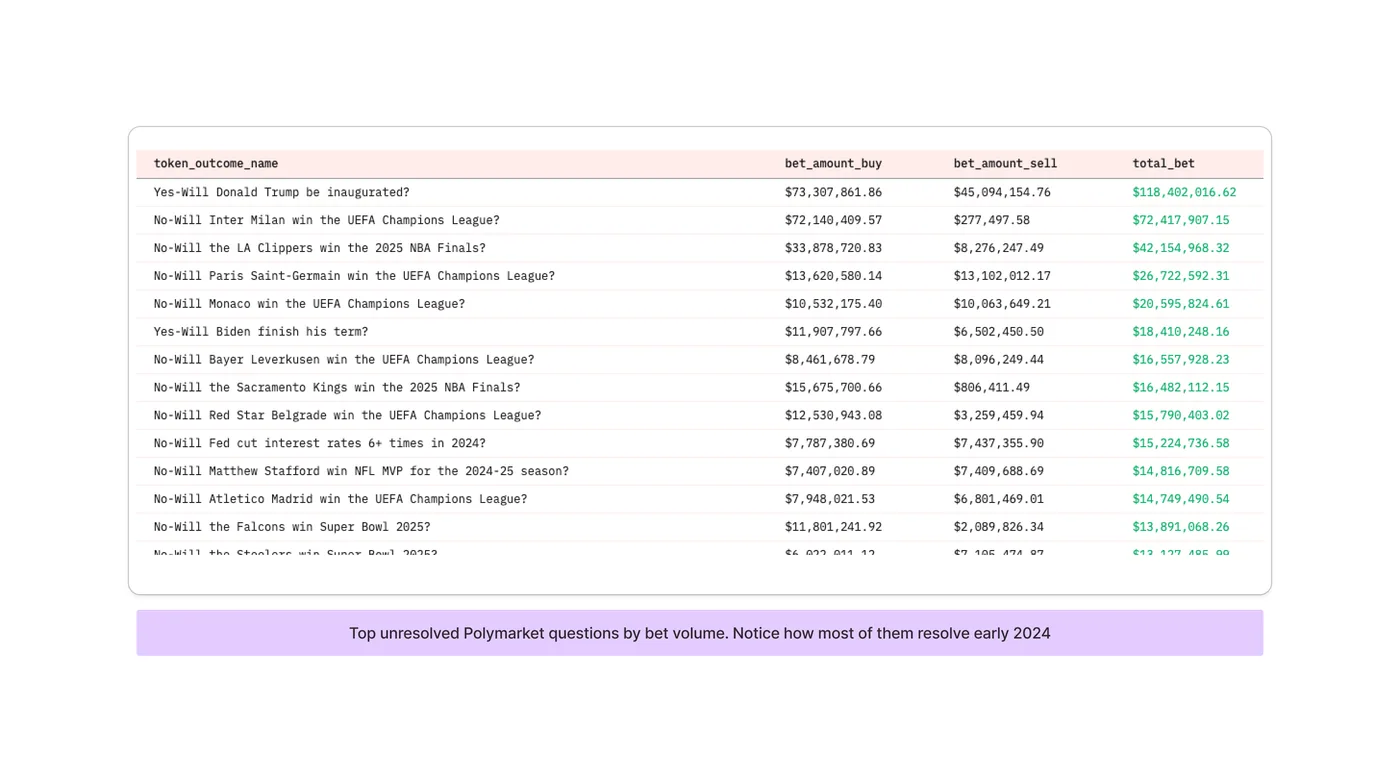 token_outcome_name bet_amount_buy bet_amount_sell total_bet
Yes-Will Donald Trump be inaugurated? $73,307,861.86 $45,094,154.76 $118,402,016.62
No-Will Inter Milan win the UEFA Champions League? $72,140,409.57 $277,497.58 $72,417,907.15
No-Will the LA Clippers win the 2025 NBA Finals? $33,878,720.83 $8,276,247.49 $42,154,968.32
No-Will Paris Saint-Germain win the UEFA Champions League? $13,620,580.14 $13,102,012.17 $26,722,592.31
No-Will Monaco win the UEFA Champions League? $10,532,175.40 $10,063,649.21 $20,595,824.61
Yes-Will Biden finish his term? $11,907,797.66 $6,502,450.50 $18,410,248.16
No-Will Bayer Leverkusen win the UEFA Champions League? $8,461,678.79 $8,096,249.44 $16,557,928.23
No-Will the Sacramento Kings win the 2025 NBA Finals? $15,675,700.66 $806,411.49 $16,482,112.15
No-Will Red Star Belgrade win the UEFA Champions League? $12,530,943.08 $3,259,459.94 $15,790,403.02
No-Will Fed cut interest rates 6+ times in 2024? $7,787,380.69 $7,437,355.90 $15,224,736.58
No-Will Matthew Stafford win NFL MVP for the 2024-25 season? $7,407,020.89 $7,409,688.69 $14,816,709.58
No-Will Atletico Madrid win the UEFA Champions League? $7,948,021.53 $6,801,469.01 $14,749,490.54
No-Will the Falcons win Super Bowl 2025? $11,801,241.92 $2,089,826.34 $13,891,068.26
No-Will the Steelers win Super Bowl 2025?
Top unresolved Polymarket questions by bet volume. Notice how most of them resolve early 2024